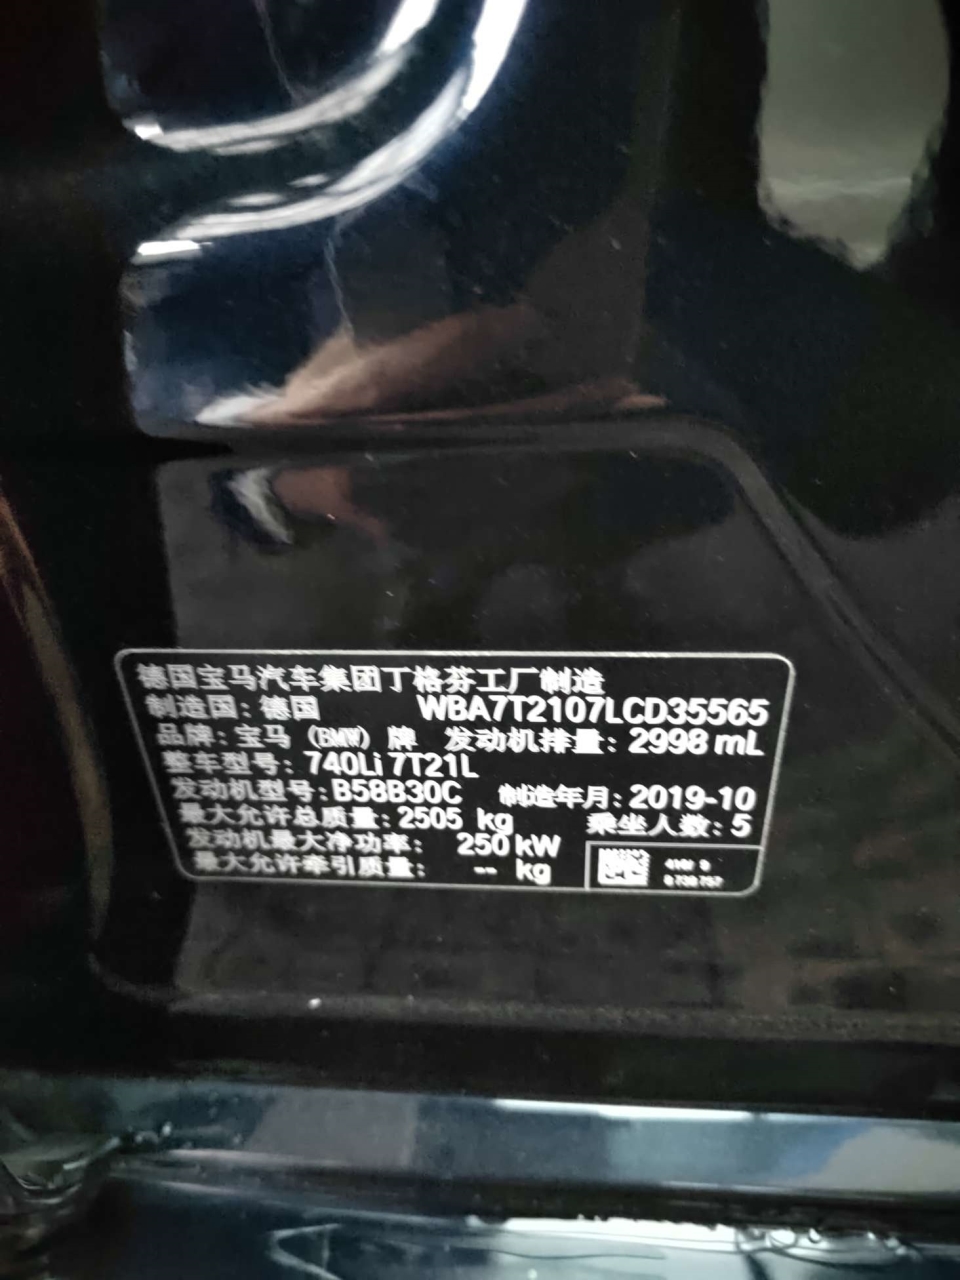 德国宝马汽车集团丁格芬工厂制造
制造国: 德国 WBA7T2107LCD35565
品牌: 宝马 (BMW) 牌 发动机排量: 2998 mL
整车型号: 740Li 7T21L
发动机型号: B58B30C 制造年月: 2019-10
最大允许总质量: 2505 kg 乘坐人数: 5
发动机最大净功率: 250 kW
最大允许牵引质量: -- kg